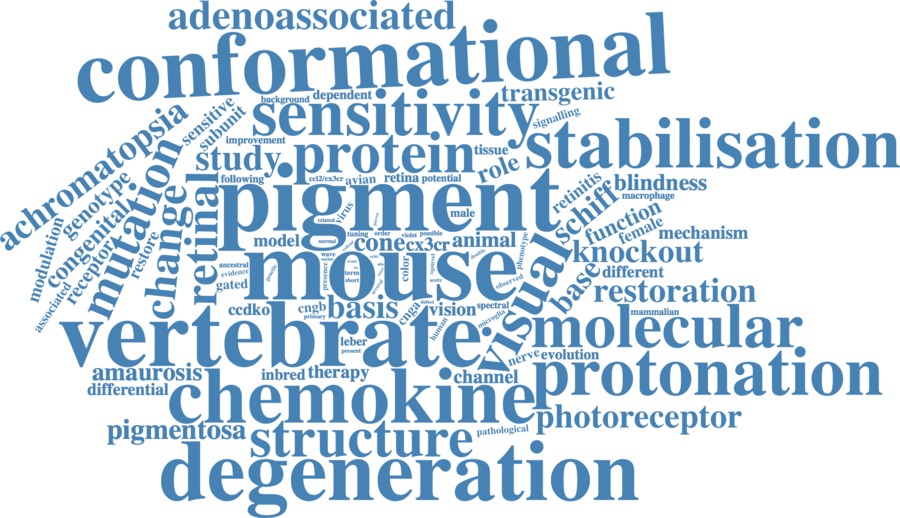 adenoassociated
conformational
background
dependent
transgenic
sensitive
subunit
sensitivity
signalling
achromatopsia
improvement
stabilisation
study
protein
tissue
role
genotype
following
ccl2/cx3cr
avian
retina
potential
retinitis
blindness
macrophage
congenital
mutation
change
retinal
pigment
schiff
modulation
receptor
restore
related
virus
male
function
female
mechanism
model
normal
tuning
order
violet
possible
cone
cx3cr
animal
phenotype
knockout
associated
ancestral
evidence
gated
genetic
mouse
wave
presence
term
short
several
color
acuity
observed
visual
base
different
restoration
ccdko
cngb
primary
basis
cnga
defect
vision
spectral
microglia
human
mammalian
vertebrate
leber
present
nerve
evolution
molecular
amaurosis
differential
inbred
therapy
channel
protonation
chemokine
photoreceptor
pigmentosa
structure
pathological
degeneration